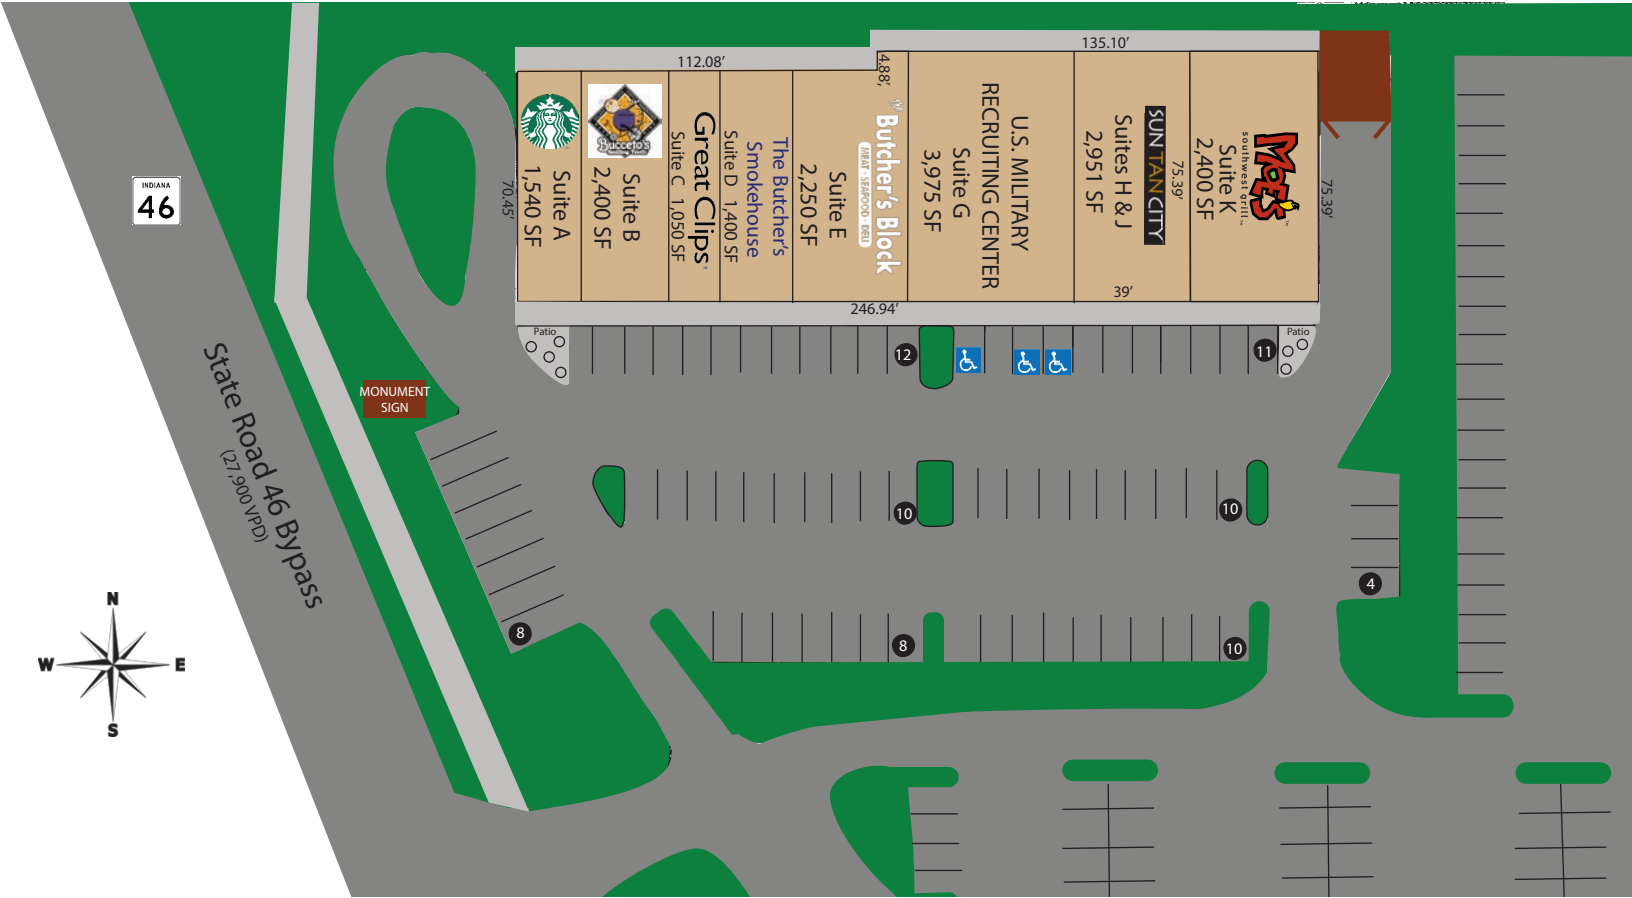 135.10’
112.08’
4.88’
INDIANA
46
70.45’
Suite A
1,540 SF
Bucceto's
Suite B
2,400 SF
Great Clips
Suite C 1,050 SF
The Butcher's
Smokehouse
Suite D 1,400 SF
Suite E
2,250 SF
The
Butcher's Block
MEAT · SEAFOOD · DELI
U.S. MILITARY
RECRUITING CENTER
Suite G
3,975 SF
SUN TAN CITY
75.39’
Suites H & J
2,951 SF
39’
MOE'S
southwest grill
Suite K
2,400 SF
75.39’
246.94’
Patio
Patio
12
11
MONUMENT
SIGN
State Road 46 Bypass
(27,900 VPD)
10
10
4
8
8
10
N
W
E
S